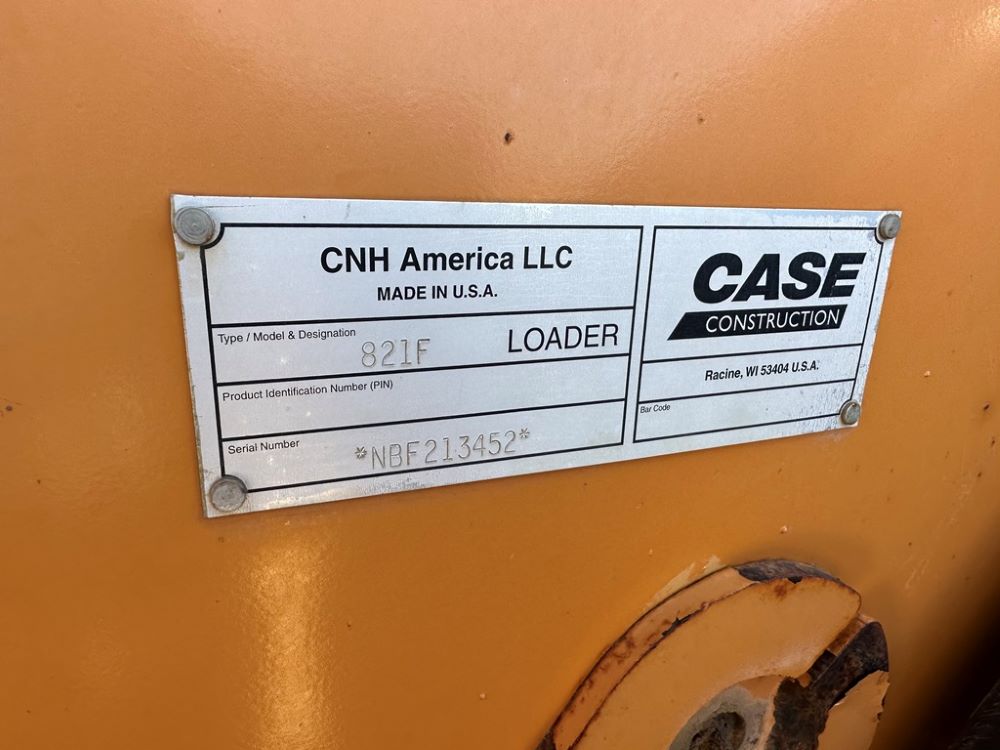 CNH America LLC
MADE IN U.S.A.
Type / Model & Designation
821F LOADER
Product Identification Number (PIN)
Serial Number
*NBF213452*
CASE
CONSTRUCTION
Racine, WI 53404 U.S.A.
Bar Code